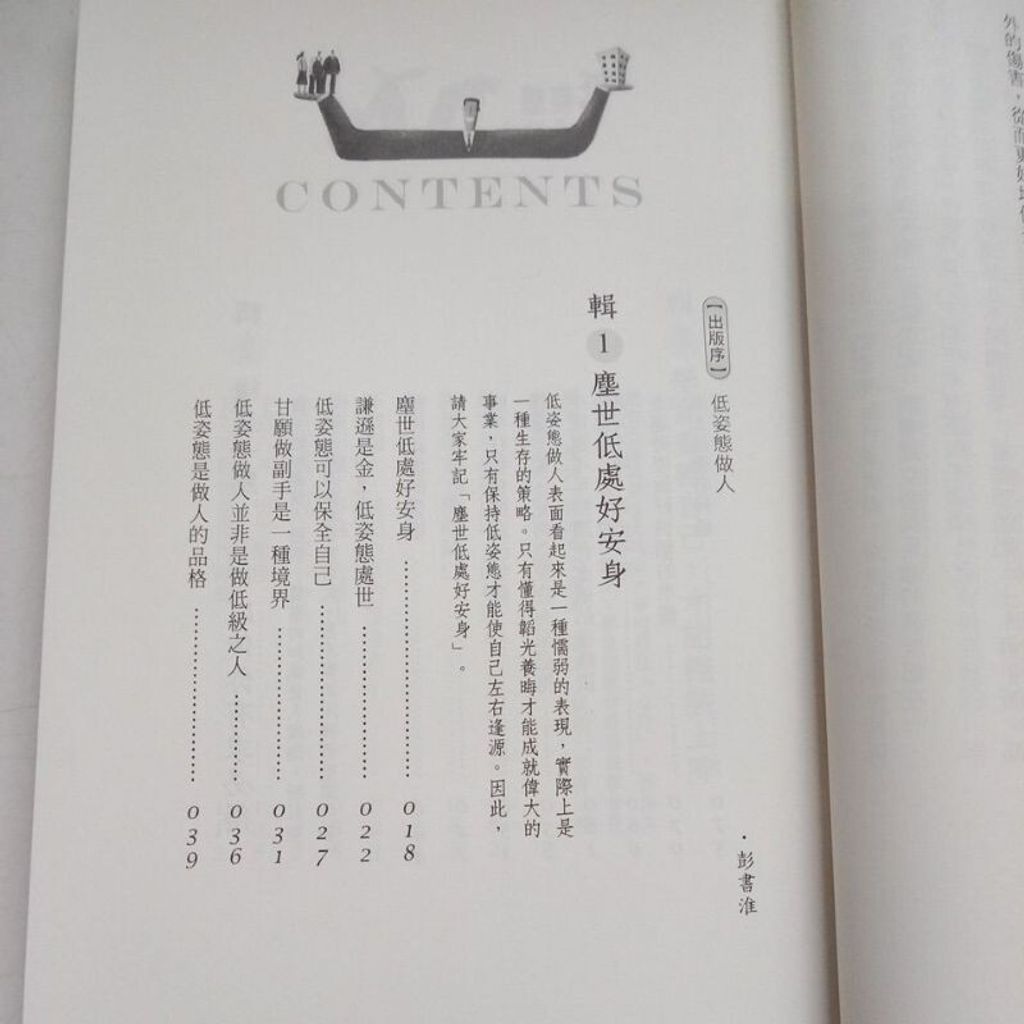 CONTENTS
【出版序】 低姿態做人
・彭書淮
輯1 塵世低處好安身
低姿態做人表面看起來是一種懦弱的表現，實際上是
一種生存的策略。只有懂得韜光養晦才能成就偉大的
事業，只有保持低姿態才能使自己左右逢源。因此，
請大家牢記「塵世低處好安身」。
塵世低處好安身 ………… 018
謙遜是金，低姿態處世 ………… 022
低姿態可以保全自己 ………… 027
甘願做副手是一種境界 ………… 031
低姿態做人並非是做低級之人 ………… 036
低姿態是做人的品格 ………… 039